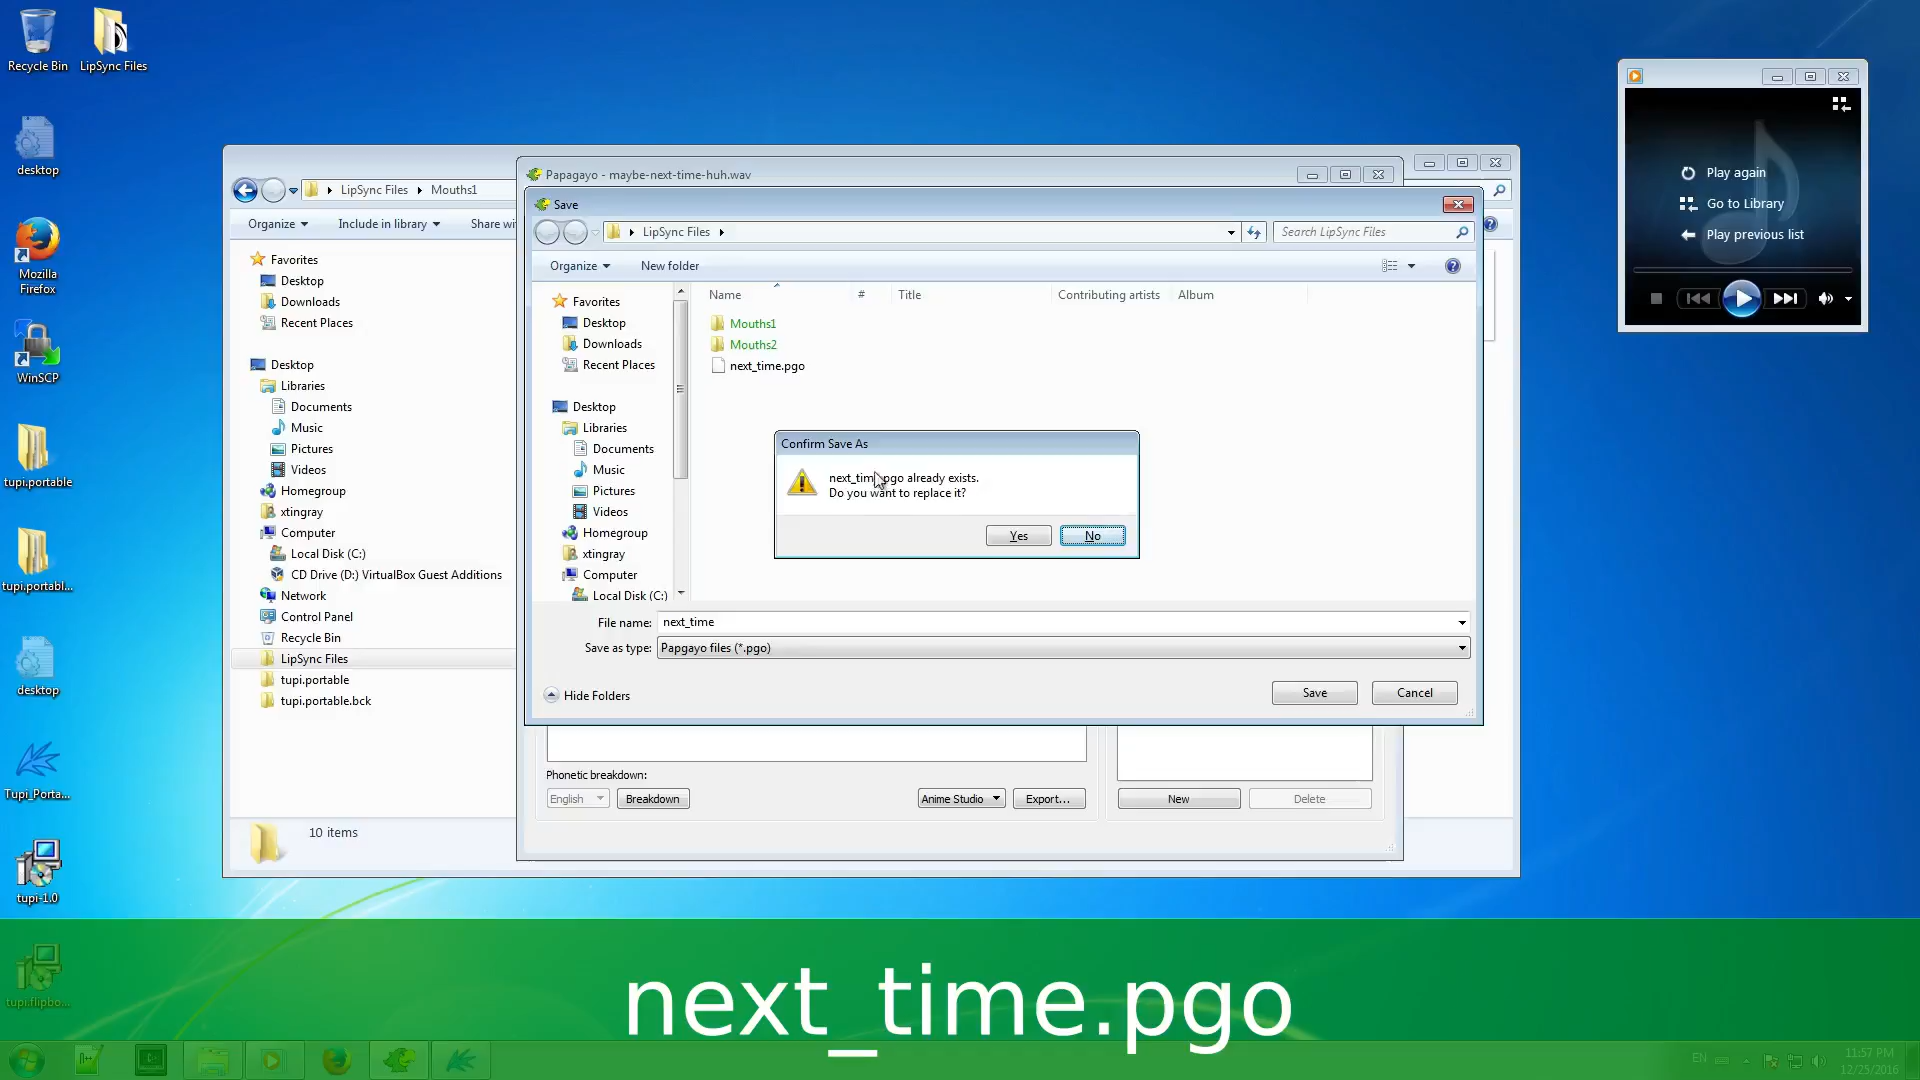 Recycle Bin
LipSync Files
desktop
Mozilla
Firefox
WinSCP
tupi.portable
tupi.portabl...
desktop
Tupi_Porta...
tupi-1.0
tupi.flipbo...
LipSync Files
Mouths1
Organize
Include in library
Share wi
Favorites
Desktop
Downloads
Recent Places
Desktop
Libraries
Documents
Music
Pictures
Videos
Homegroup
xtingray
Computer
Local Disk (C:)
CD Drive (D:) VirtualBox Guest Additions
Network
Control Panel
Recycle Bin
LipSync Files
tupi.portable
tupi.portable.bck
10 items
Papagayo - maybe-next-time-huh.wav
Save
LipSync Files
Search LipSync Files
Organize
New folder
Favorites
Desktop
Downloads
Recent Places
Desktop
Libraries
Documents
Music
Pictures
Videos
Homegroup
xtingray
Computer
Local Disk (C:)
Name
#
Title
Contributing artists
Album
Mouths1
Mouths2
next_time.pgo
Confirm Save As
next_time.pgo already exists.
Do you want to replace it?
Yes
No
File name:
next_time
Save as type:
Papgayo files (*.pgo)
Hide Folders
Save
Cancel
Phonetic breakdown:
English
Breakdown
Anime Studio
Export...
New
Delete
Play again
Go to Library
Play previous list
next_time.pgo
EN
11:57 PM
12/25/2016